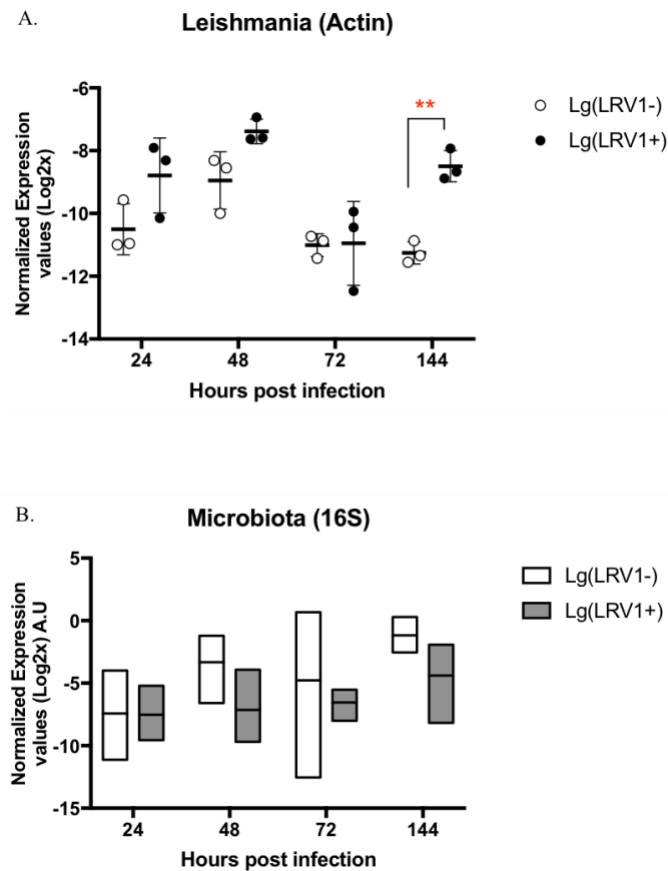 A.
Leishmania (Actin)
Normalized Expression
values (Log2x)
-6
-8
-10
-12
-14
**
Lg(LRV1-)
Lg(LRV1+)
24 48 72 144
Hours post infection
B.
Microbiota (16S)
Normalized Expression
values (Log2x) A.U
5
0
-5
-10
-15
Lg(LRV1-)
Lg(LRV1+)
24 48 72 144
Hours post infection